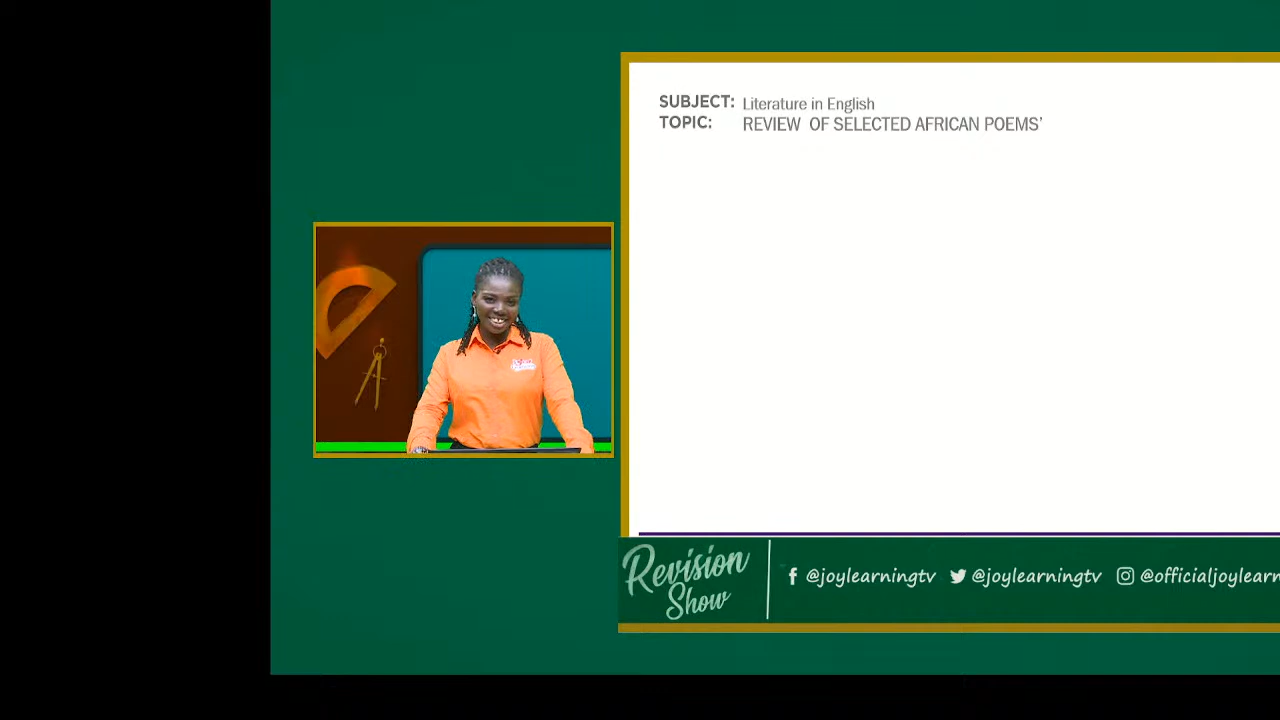 SUBJECT: Literature in English
TOPIC: REVIEW OF SELECTED AFRICAN POEMS'
Revision
Show
@joylearningtv @joylearningtv @officialjoylearn